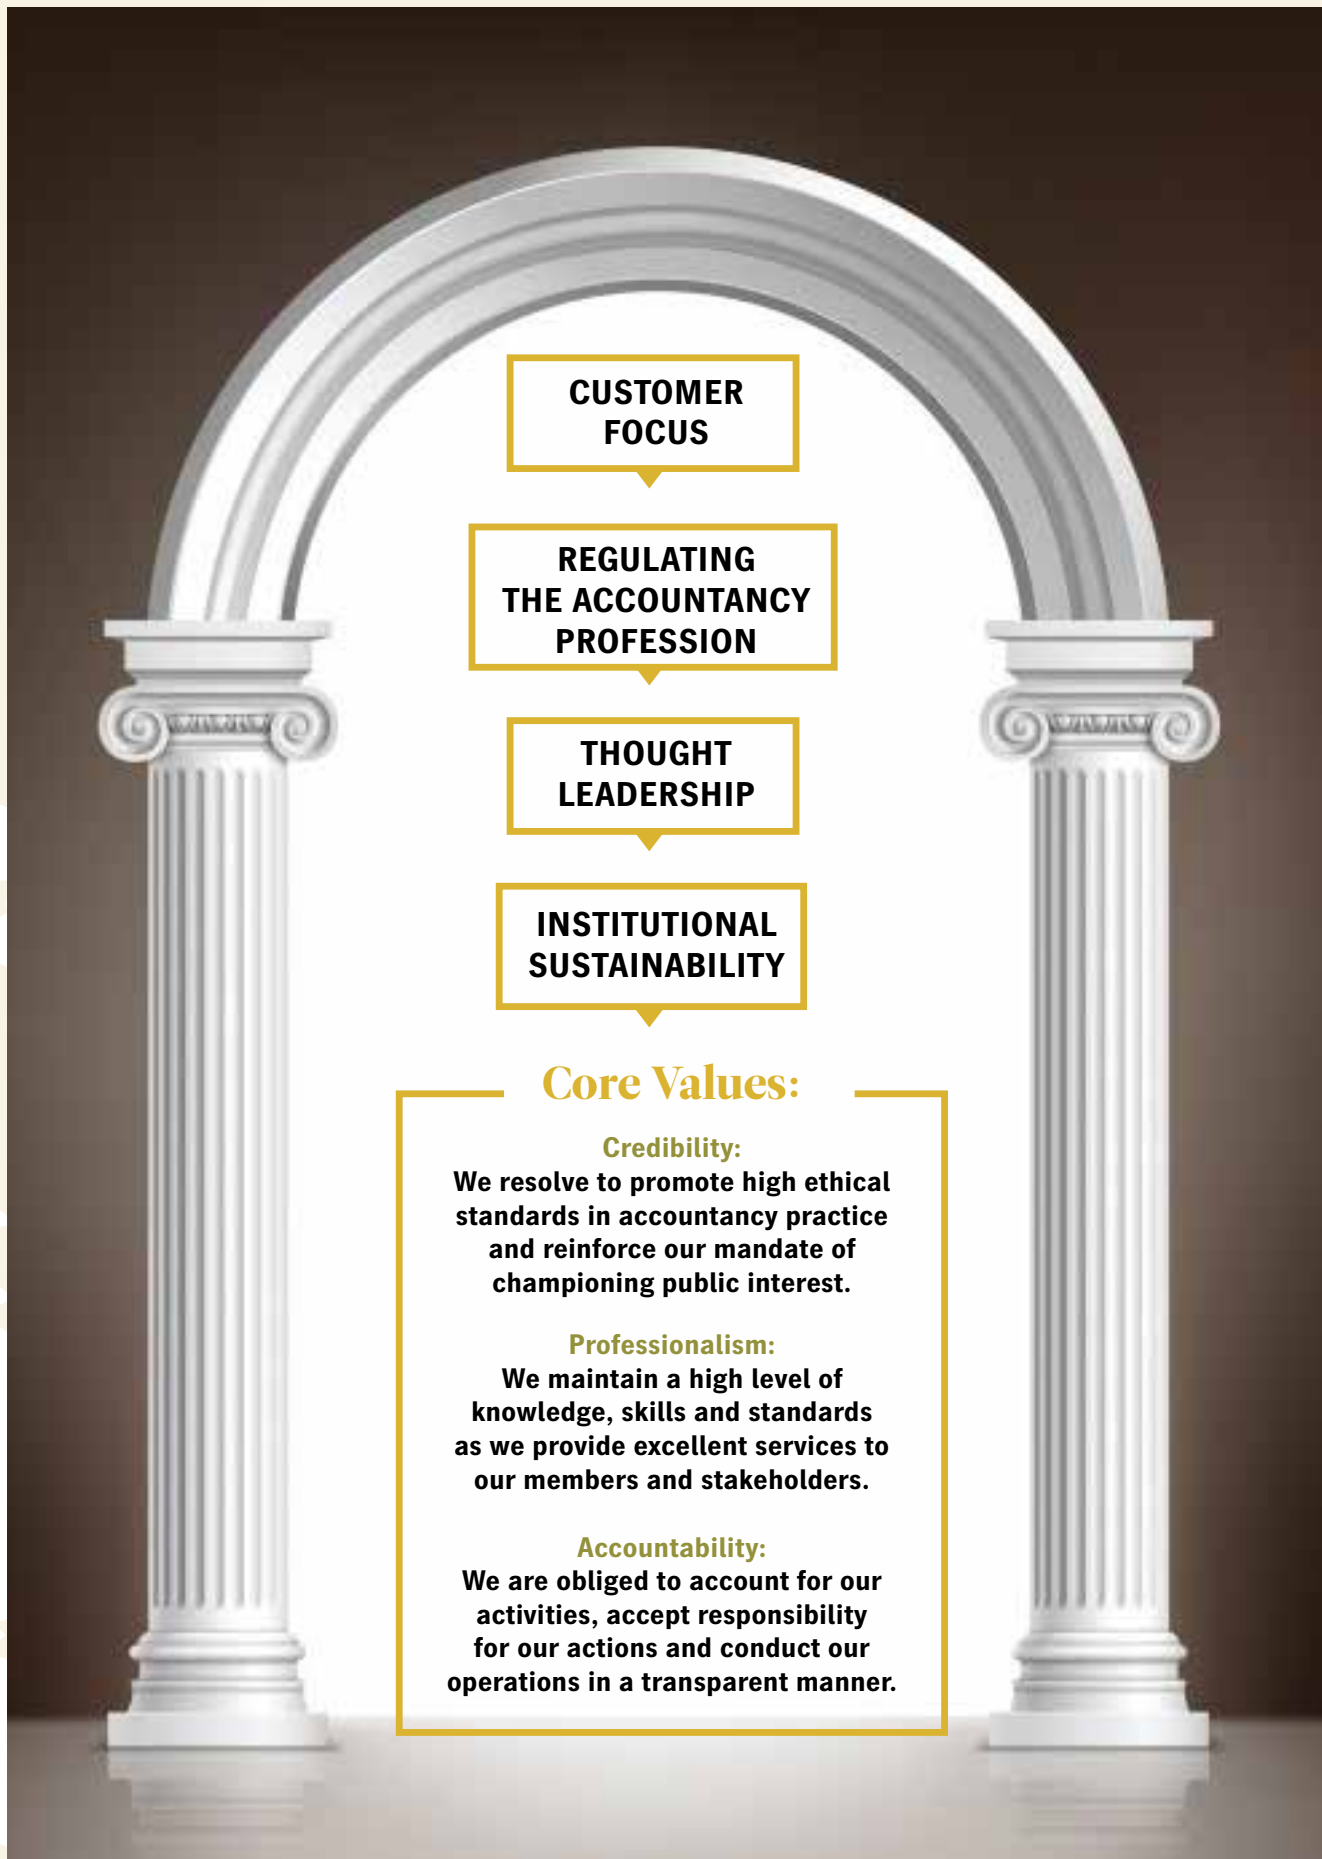 CUSTOMER
FOCUS
REGULATING
THE ACCOUNTANCY
PROFESSION
THOUGHT
LEADERSHIP
INSTITUTIONAL
SUSTAINABILITY
Core Values:
Credibility:
We resolve to promote high ethical
standards in accountancy practice
and reinforce our mandate of
championing public interest.
Professionalism:
We maintain a high level of
knowledge, skills and standards
as we provide excellent services to
our members and stakeholders.
Accountability:
We are obliged to account for our
activities, accept responsibility
for our actions and conduct our
operations in a transparent manner.